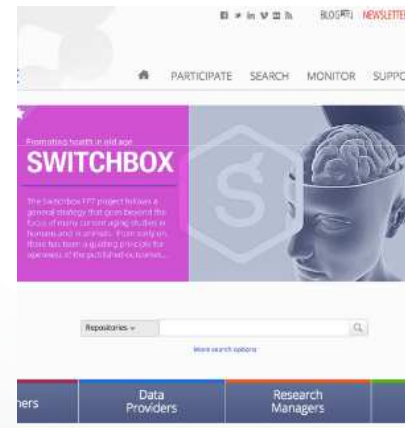 BLOG NEWSLETTER
PARTICIPATE SEARCH MONITOR SUPPO
Promoting health in old age
SWITCHBOX
The Switchbox FP7 project follows a
general strategy that goes beyond the
focus of many current aging studies in
humans and in animals. From early on,
there has been a guiding principle for
openness of the published outcomes...
S
Repositories
More search options
ners
Data
Providers
Research
Managers